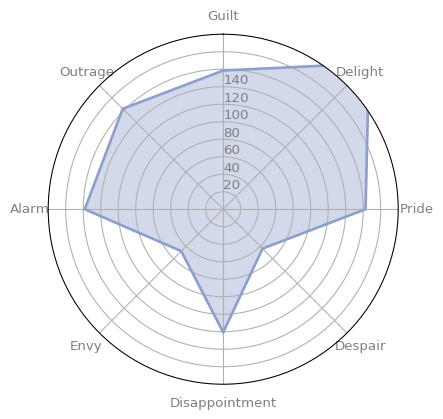 Guilt
Outrage
Delight
140
120
100
80
60
40
20
Alarm
Pride
Envy
Despair
Disappointment